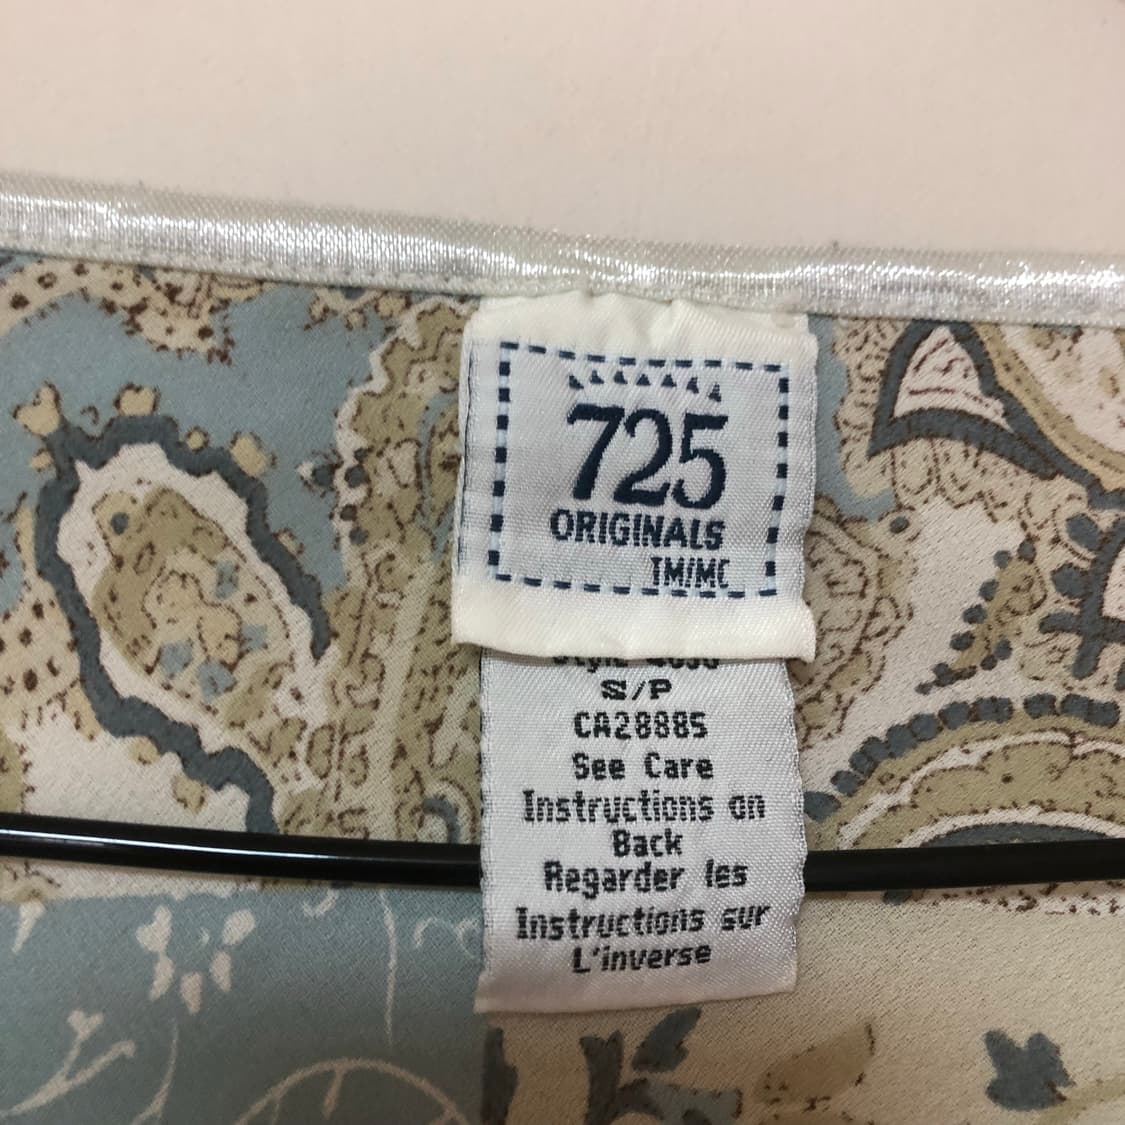 725
ORIGINALS
TM/MC
S/P
CA28885
See Care
Instructions on
Back
Regarder les
Instructions sur
L'inverse